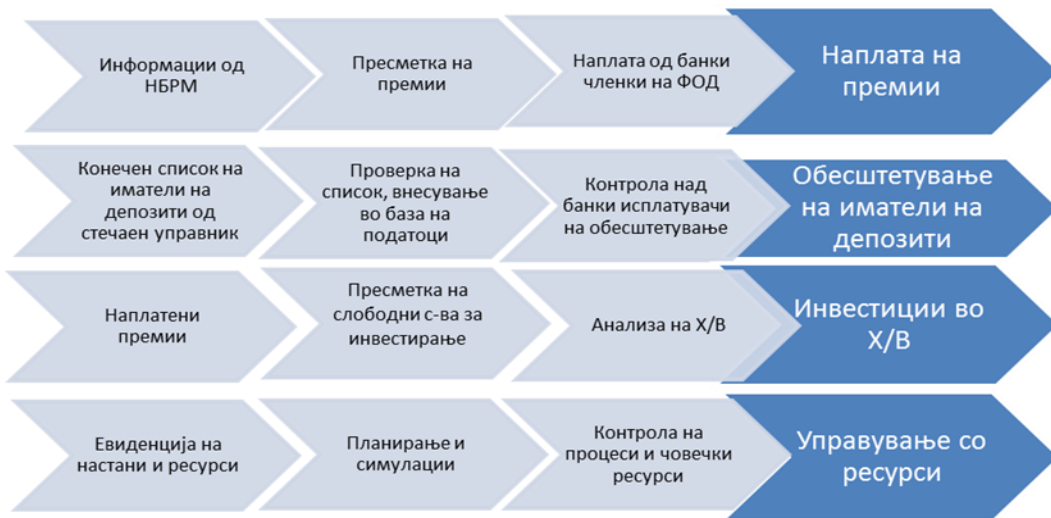 Информации од
НБРМ
Пресметка на
премии
Наплата од банки
членки на ФОД
Наплата на
премии
Конечен список на
иматели на
депозити од
стечаен управник
Проверка на
список, внесување
во база на
податоци
Контрола над
банки исплатувачи
на обесштетување
Обесштетување
на иматели на
депозити
Наплатени
премии
Пресметка на
слободни с-ва за
инвестирање
Анализа на Х/В
Инвестиции во
Х/В
Евиденција на
настани и ресурси
Планирање и
симулации
Контрола на
процеси и човечки
ресурси
Управување со
ресурси